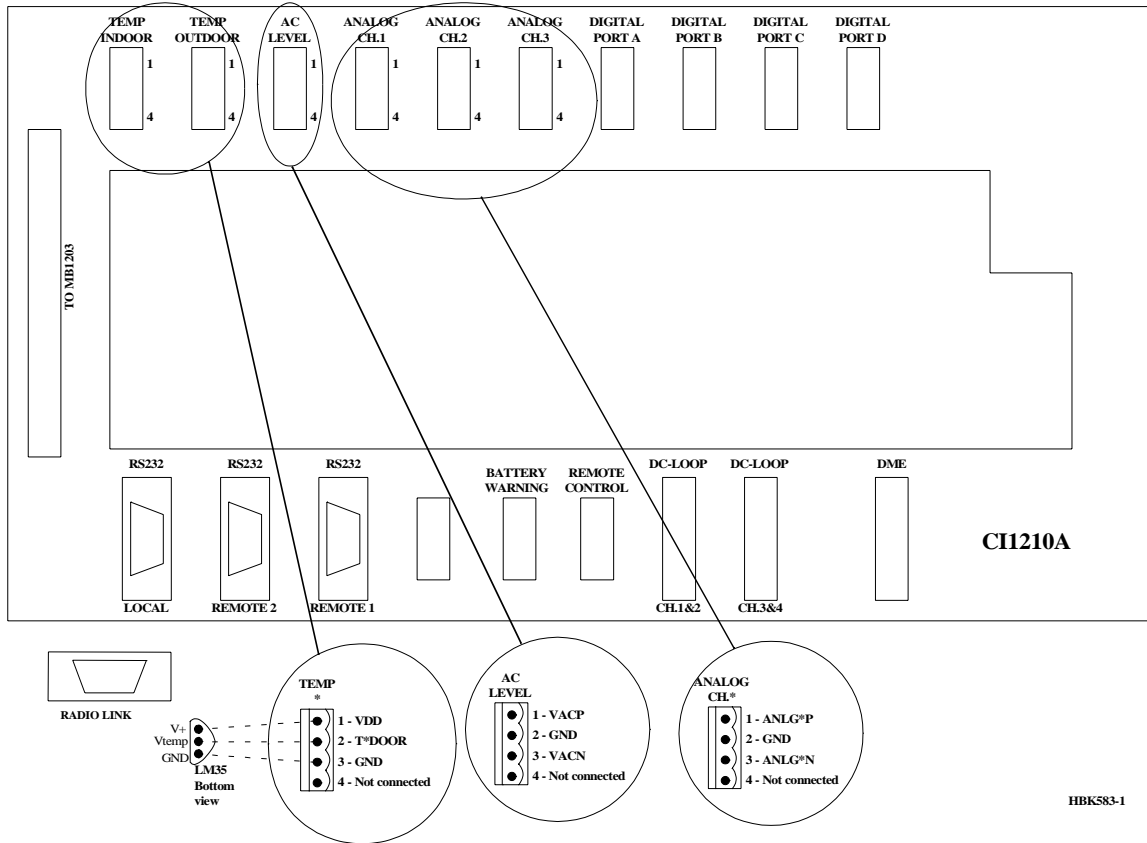 TEMP INDOOR
TEMP OUTDOOR
AC LEVEL
ANALOG CH.1
ANALOG CH.2
ANALOG CH.3
DIGITAL PORT A
DIGITAL PORT B
DIGITAL PORT C
DIGITAL PORT D
1 1 1 1 1 1
4 4 4 4 4 4
TO MB1203
RS232
RS232
RS232
BATTERY WARNING
REMOTE CONTROL
DC-LOOP
DC-LOOP
DME
CI1210A
LOCAL
REMOTE 2
REMOTE 1
CH.1&2
CH.3&4
RADIO LINK
V+
Vtemp
GND
LM35
Bottom
view
TEMP
*
1 - VDD
2 - T*DOOR
3 - GND
4 - Not connected
AC
LEVEL
1 - VACP
2 - GND
3 - VACN
4 - Not connected
ANALOG
CH.*
1 - ANLG*P
2 - GND
3 - ANLG*N
4 - Not connected
HBK583-1